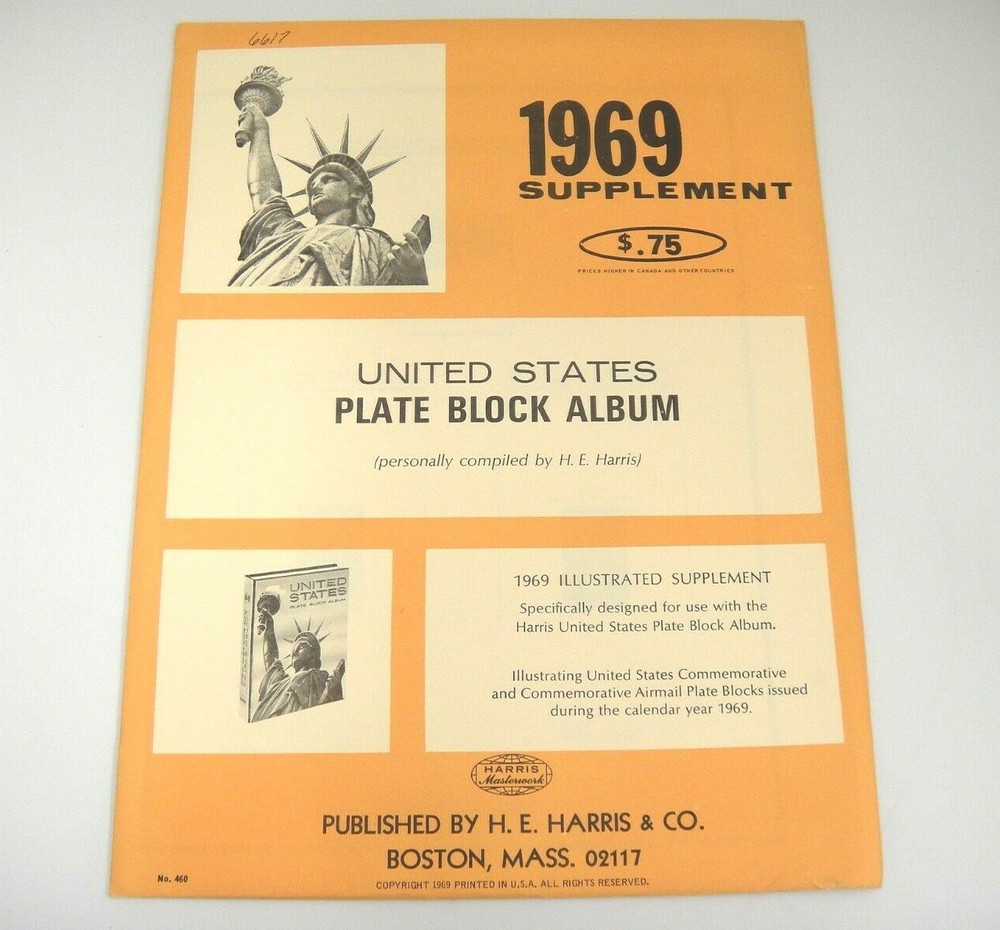 6617
1969
SUPPLEMENT
$.75
PRICES HIGHER IN CANADA AND OTHER COUNTRIES
UNITED STATES
PLATE BLOCK ALBUM
(personally compiled by H. E. Harris)
UNITED
STATES
PLATE BLOCK ALBUM
1969 ILLUSTRATED SUPPLEMENT
Specifically designed for use with the
Harris United States Plate Block Album.
Illustrating United States Commemorative
and Commemorative Airmail Plate Blocks issued
during the calendar year 1969.
HARRIS
Masterwork
PUBLISHED BY H. E. HARRIS & CO.
BOSTON, MASS. 02117
No. 460
COPYRIGHT 1969 PRINTED IN U.S.A. ALL RIGHTS RESERVED.